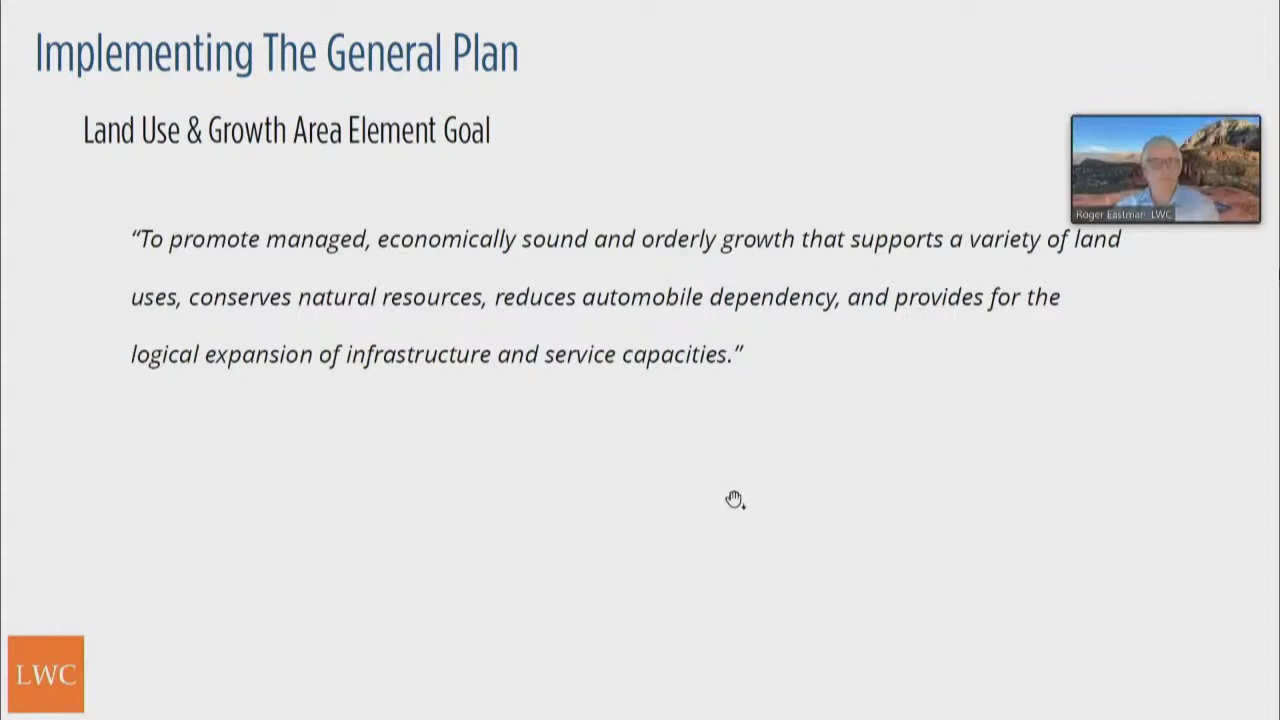 Implementing The General Plan
Land Use & Growth Area Element Goal
Roger Eastman LWC
“To promote managed, economically sound and orderly growth that supports a variety of land
uses, conserves natural resources, reduces automobile dependency, and provides for the
logical expansion of infrastructure and service capacities.”
LWC